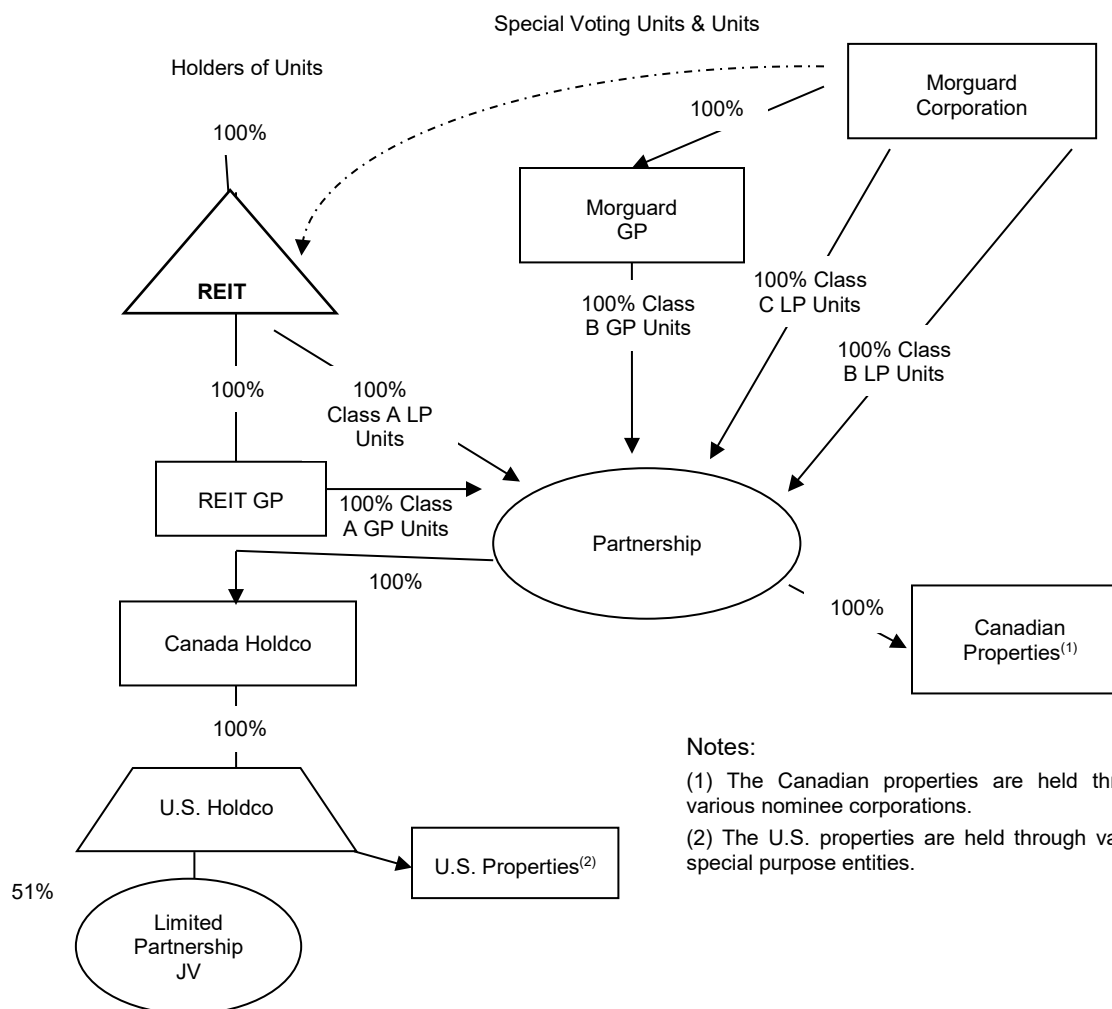 Special Voting Units & Units
Holders of Units
Morguard
Corporation
100%
100%
Morguard
GP
REIT
100% Class
C LP Units
100% Class
B GP Units
100% Class
B LP Units
100%
100%
Class A LP
Units
REIT GP
100% Class
A GP Units
Partnership
100%
100%
Canada Holdco
Canadian
Properties(1)
100%
Notes:
(1) The Canadian properties are held
various nominee corporations.
(2) The U.S. properties are held through
special purpose entities.
U.S. Holdco
U.S. Properties(2)
51%
Limited
Partnership
JV